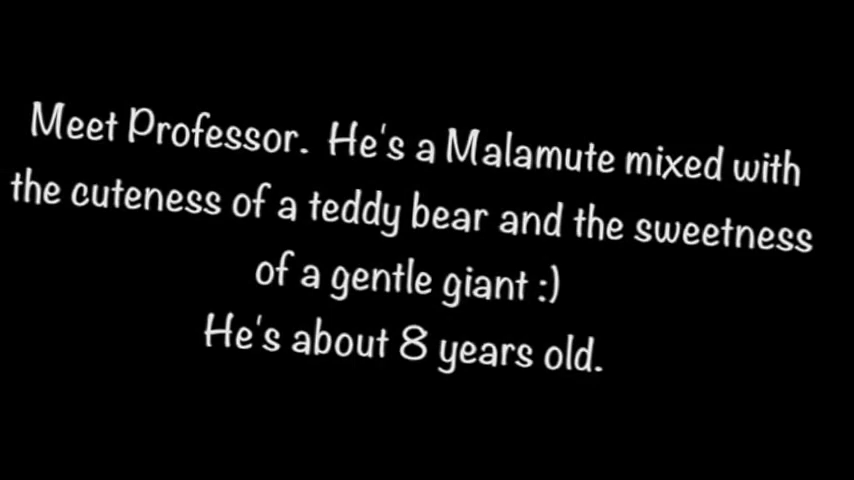 Meet Professor. He's a Malamute mixed with
the cuteness of a teddy bear and the sweetness
of a gentle giant :)
He's about 8 years old.